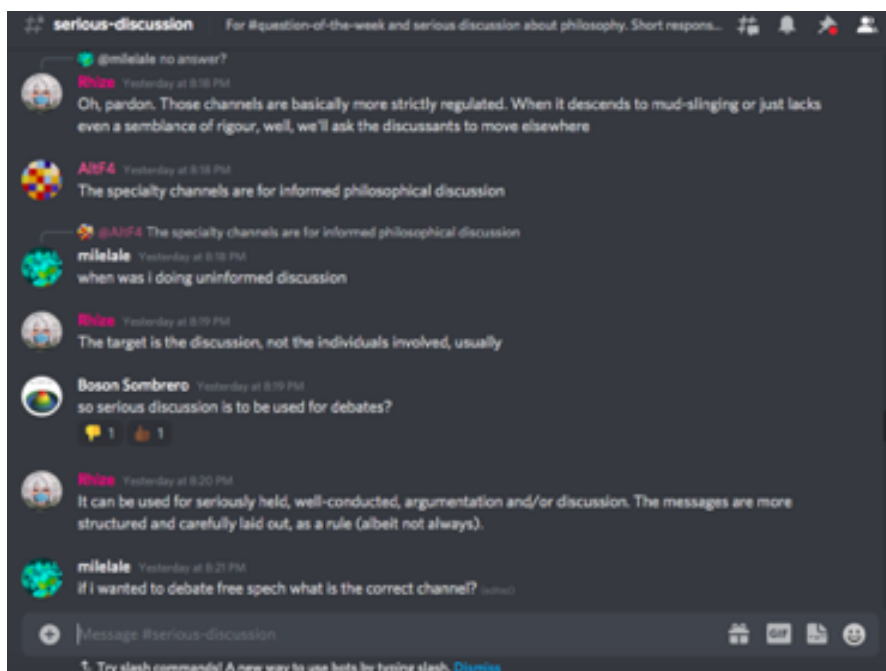 serious-discussion For #question-of-the-week and serious discussion about philosophy. Short respons...
@milelale no answer?
Rhize Yesterday at 8:18 PM
Oh, pardon. Those channels are basically more strictly regulated. When it descends to mud-slinging or just lacks
even a semblance of rigour, well, we'll ask the discussants to move elsewhere
AltF4 Yesterday at 8:18 PM
The specialty channels are for informed philosophical discussion
@AltF4 The specialty channels are for informed philosophical discussion
milelale Yesterday at 8:18 PM
when was i doing uninformed discussion
Rhize Yesterday at 8:19 PM
The target is the discussion, not the individuals involved, usually
Boson Sombrero Yesterday at 8:19 PM
so serious discussion is to be used for debates?
1 1
Rhize Yesterday at 8:20 PM
It can be used for seriously held, well-conducted, argumentation and/or discussion. The messages are more
structured and carefully laid out, as a rule (albeit not always).
milelale Yesterday at 8:21 PM
if i wanted to debate free spech what is the correct channel? (edited)
Message #serious-discussion
GIF
Try slash commands! A new way to use bots by typing slash. Dismiss